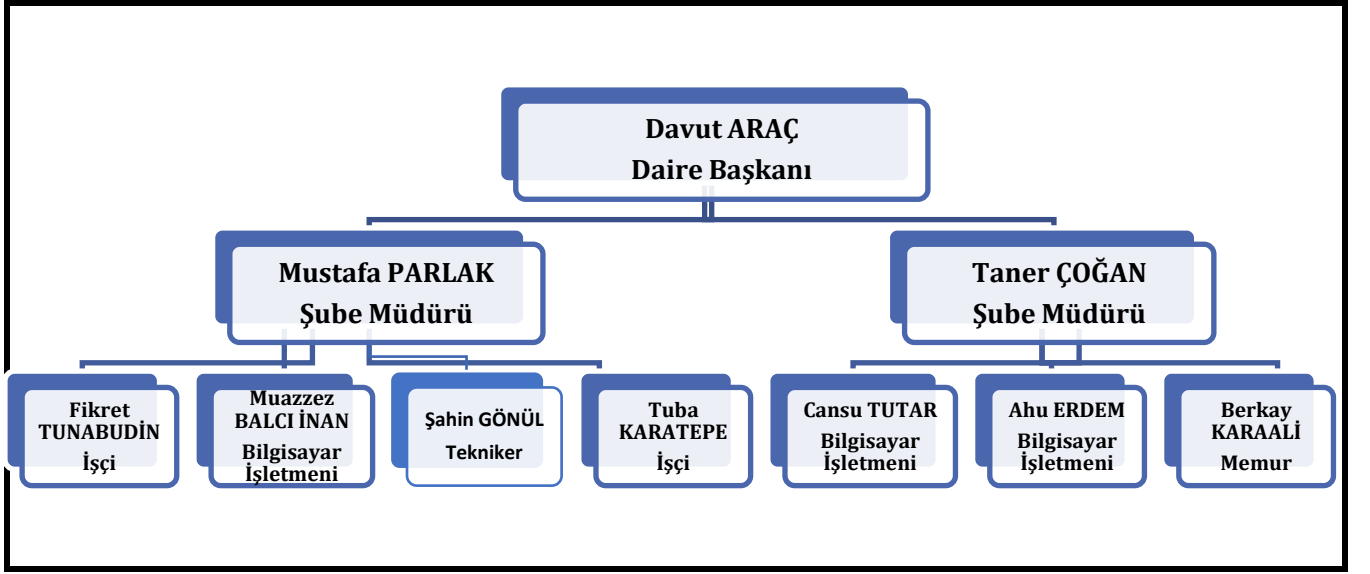 Davut ARAÇ
Daire Başkanı
Mustafa PARLAK
Şube Müdürü
Taner ÇOĞAN
Şube Müdürü
Fikret
TUNABUDİN
İşçi
Muazzez
BALCI İNAN
Bilgisayar
İşletmeni
Şahin GÖNÜL
Tekniker
Tuba
KARATEPE
İşçi
Cansu TUTAR
Bilgisayar
İşletmeni
Ahu ERDEM
Bilgisayar
İşletmeni
Berkay
KARAALİ
Memur